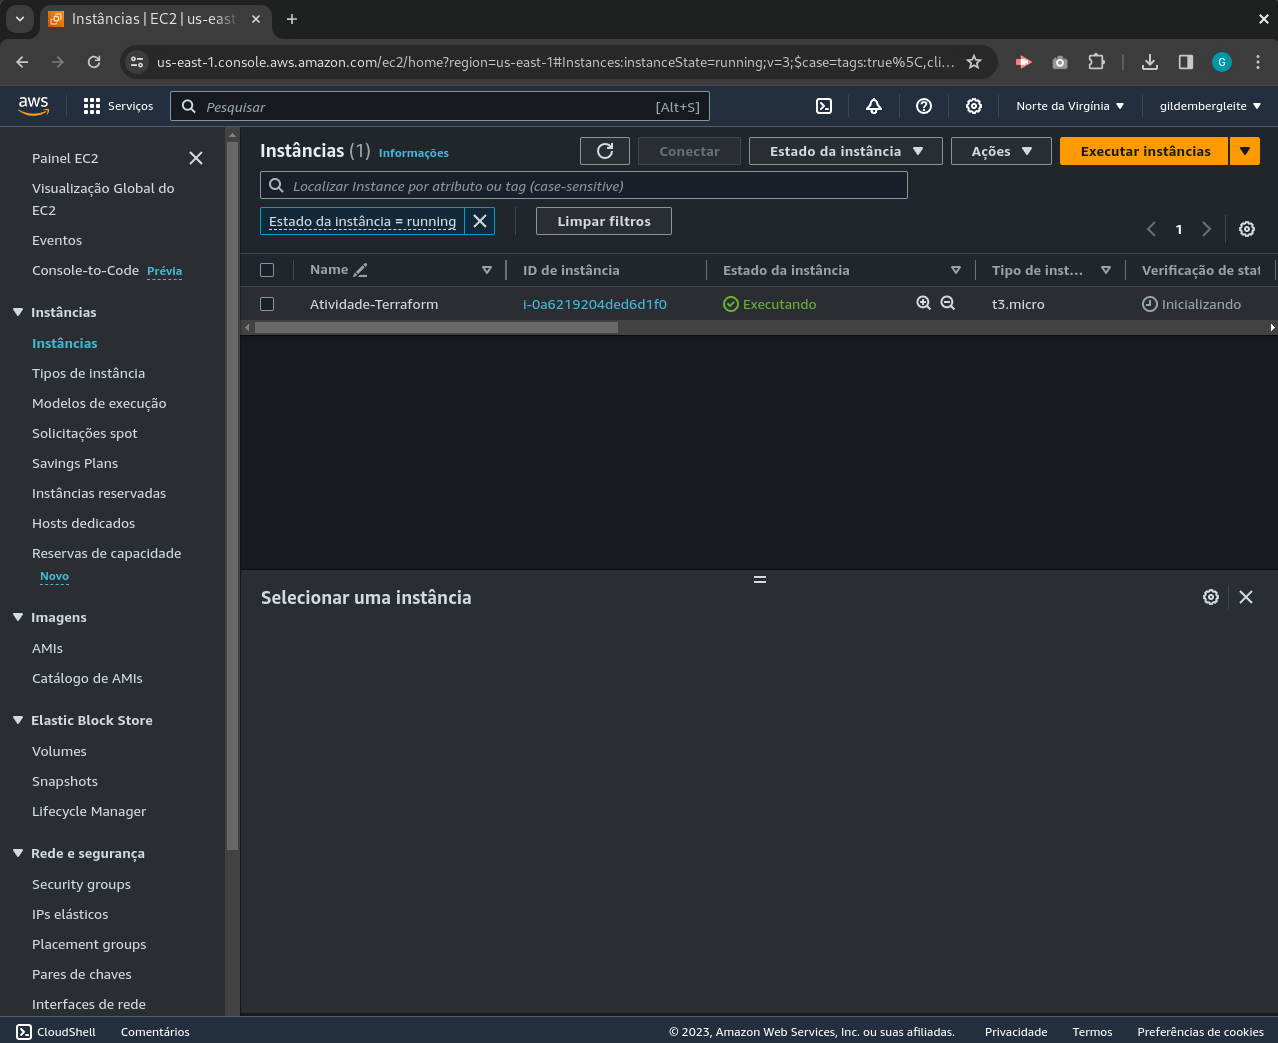 Instâncias | EC2 | us-east-
us-east-1.console.aws.amazon.com/ec2/home?region=us-east-1#Instances:instanceState=running;v=3;$case=tags:true%5C,cli...
G
aws
Serviços
Pesquisar
[Alt+S]
Norte da Virgínia
gildembergleite
Painel EC2
Visualização Global do
EC2
Eventos
Console-to-Code Prévia
Instâncias
Instâncias
Tipos de instância
Modelos de execução
Solicitações spot
Savings Plans
Instâncias reservadas
Hosts dedicados
Reservas de capacidade
Novo
Imagens
AMIs
Catálogo de AMIs
Elastic Block Store
Volumes
Snapshots
Lifecycle Manager
Rede e segurança
Security groups
IPs elásticos
Placement groups
Pares de chaves
Interfaces de rede
Instâncias (1) Informações
Conectar
Estado da instância
Ações
Executar instâncias
Localizar Instance por atributo ou tag (case-sensitive)
Estado da instância = running
Limpar filtros
1
Name
ID de instância
Estado da instância
Tipo de inst...
Verificação de stat
Atividade-Terraform
i-0a6219204ded6d1f0
Executando
t3.micro
Inicializando
Selecionar uma instância
CloudShell
Comentários
© 2023, Amazon Web Services, Inc. ou suas afiliadas.
Privacidade
Termos
Preferências de cookies